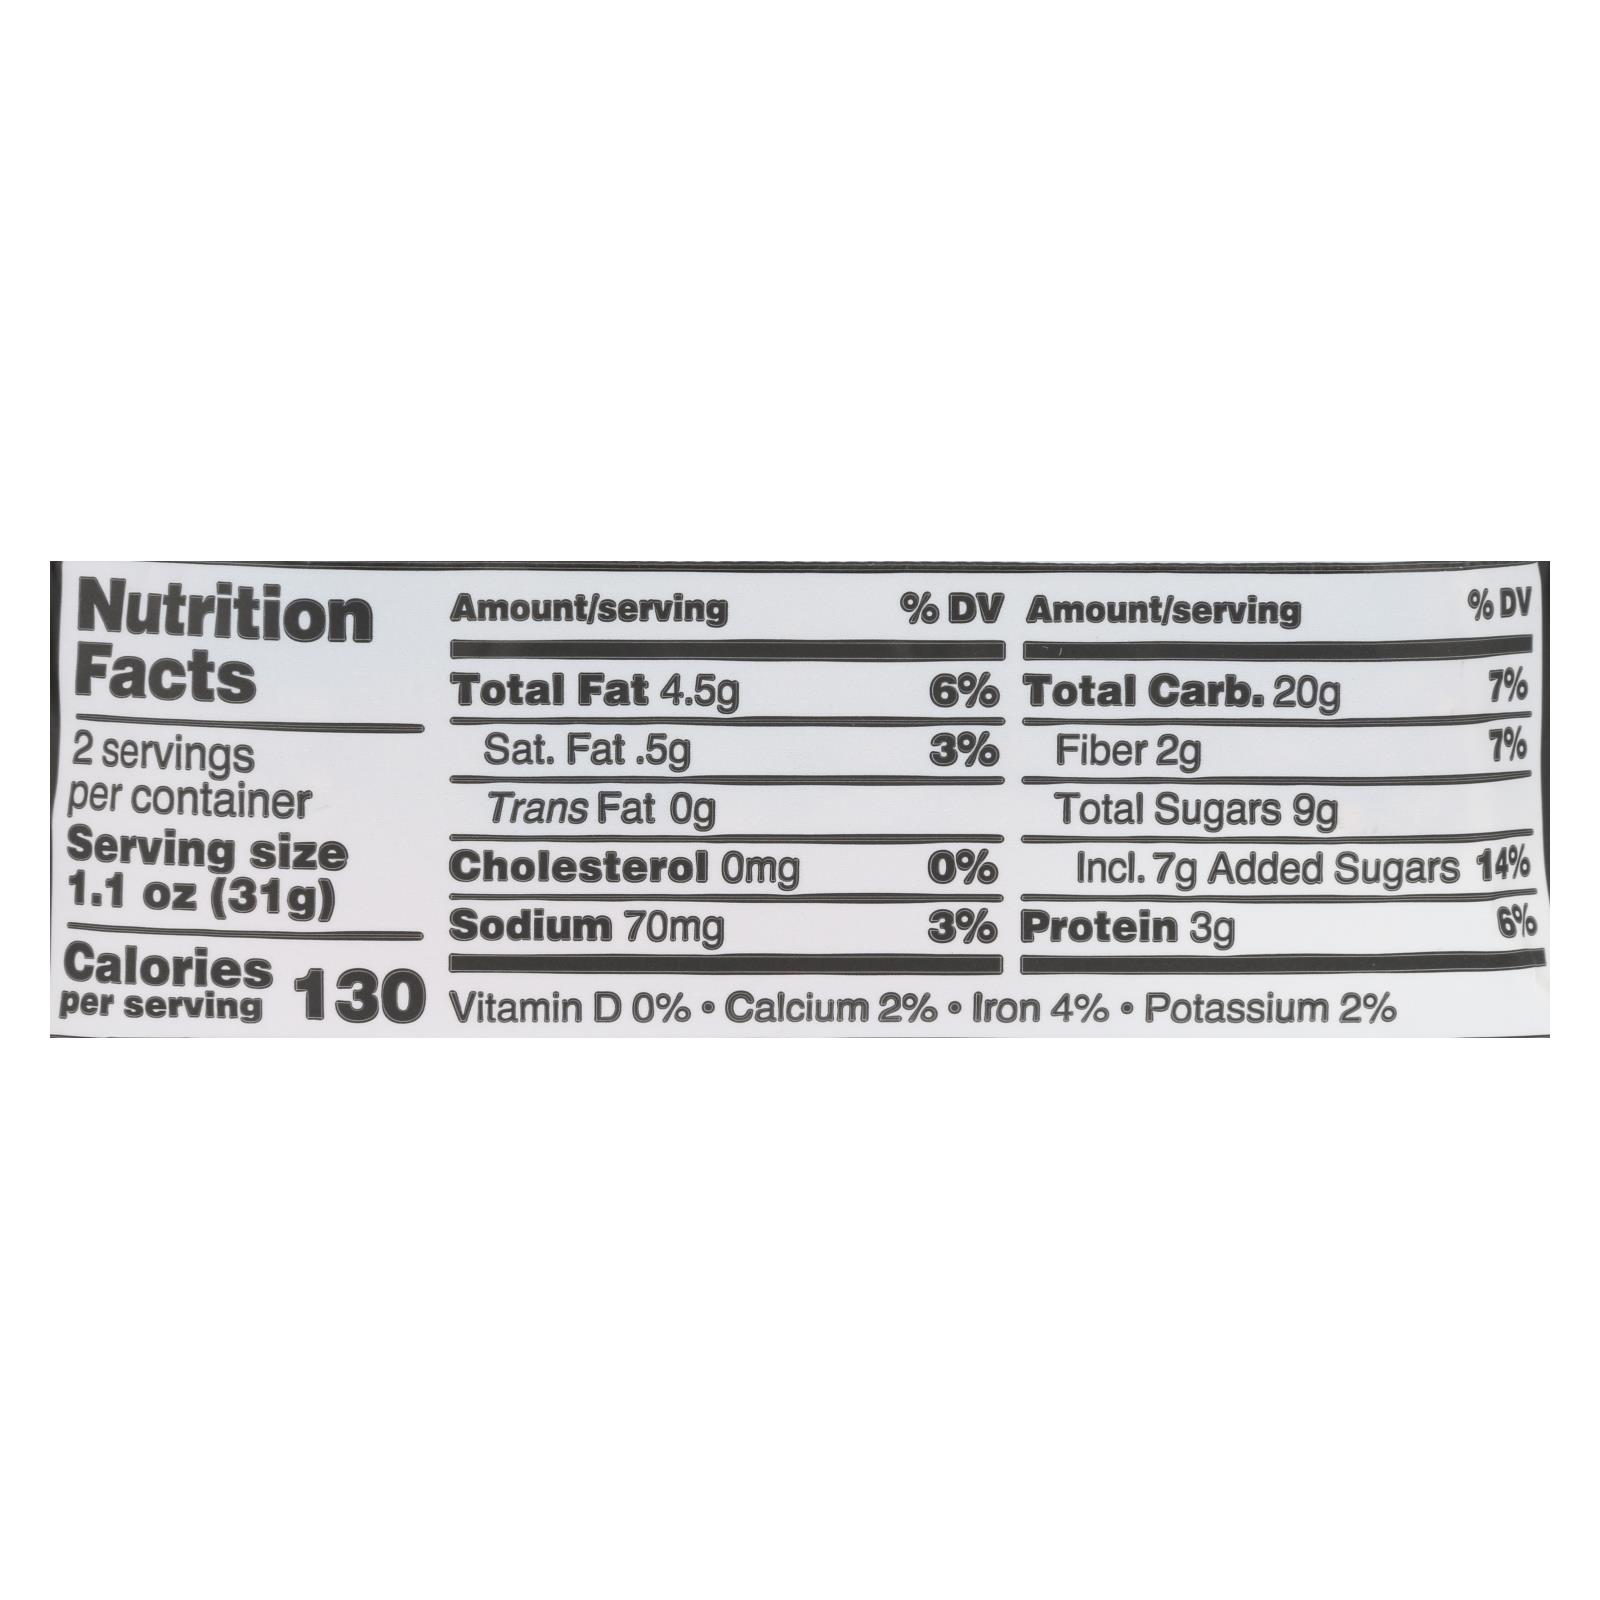 Nutrition
Facts
2 servings
per container
Serving size
1.1 oz (31g)
Calories
per serving 130
Amount/serving % DV
Total Fat 4.5g 6%
Sat. Fat .5g 3%
Trans Fat 0g
Cholesterol 0mg 0%
Sodium 70mg 3%
Amount/serving % DV
Total Carb. 20g 7%
Fiber 2g 7%
Total Sugars 9g
Incl. 7g Added Sugars 14%
Protein 3g 6%
Vitamin D 0% • Calcium 2% • Iron 4% • Potassium 2%